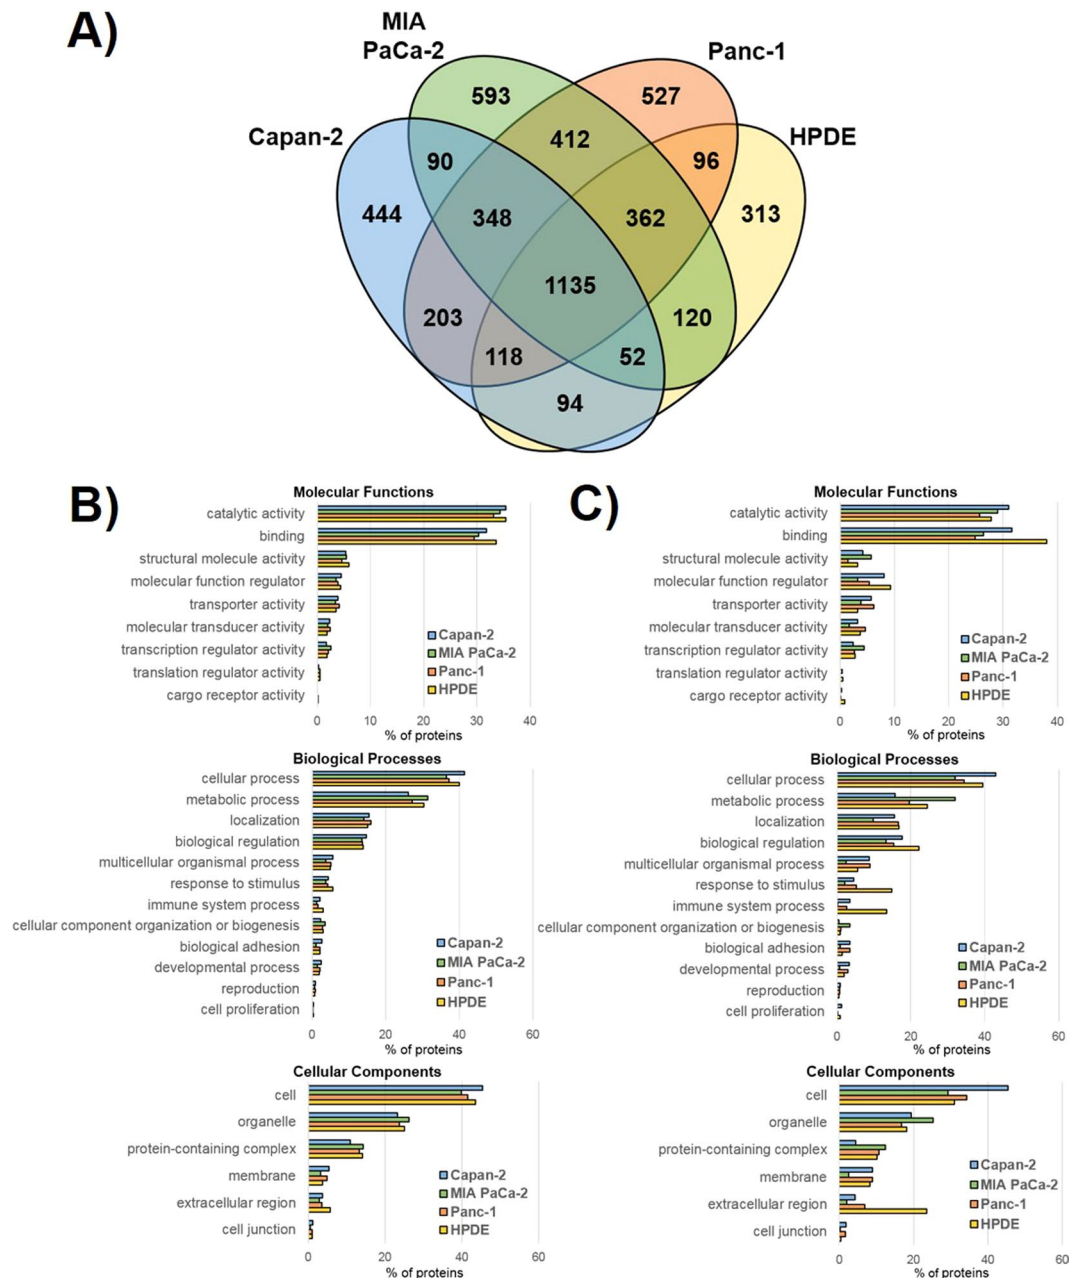 A)
MIA
PaCa-2
Panc-1
Capan-2
HPDE
593
527
412
90
96
444
348
362
313
1135
203
120
118
52
94
B)
Molecular Functions
catalytic activity
binding
structural molecule activity
molecular function regulator
transporter activity
molecular transducer activity
transcription regulator activity
translation regulator activity
cargo receptor activity
Capan-2
MIA PaCa-2
Panc-1
HPDE
0 10 20 30 40
% of proteins
Biological Processes
cellular process
metabolic process
localization
biological regulation
multicellular organismal process
response to stimulus
immune system process
cellular component organization or biogenesis
biological adhesion
developmental process
reproduction
cell proliferation
Capan-2
MIA PaCa-2
Panc-1
HPDE
0 20 40 60
% of proteins
Cellular Components
cell
organelle
protein-containing complex
membrane
extracellular region
cell junction
Capan-2
MIA PaCa-2
Panc-1
HPDE
0 20 40 60
% of proteins
C)
Molecular Functions
catalytic activity
binding
structural molecule activity
molecular function regulator
transporter activity
molecular transducer activity
transcription regulator activity
translation regulator activity
cargo receptor activity
Capan-2
MIA PaCa-2
Panc-1
HPDE
0 10 20 30 40
% of proteins
Biological Processes
cellular process
metabolic process
localization
biological regulation
multicellular organismal process
response to stimulus
immune system process
cellular component organization or biogenesis
biological adhesion
developmental process
reproduction
cell proliferation
Capan-2
MIA PaCa-2
Panc-1
HPDE
0 20 40 60
% of proteins
Cellular Components
cell
organelle
protein-containing complex
membrane
extracellular region
cell junction
Capan-2
MIA PaCa-2
Panc-1
HPDE
0 20 40 60
% of proteins